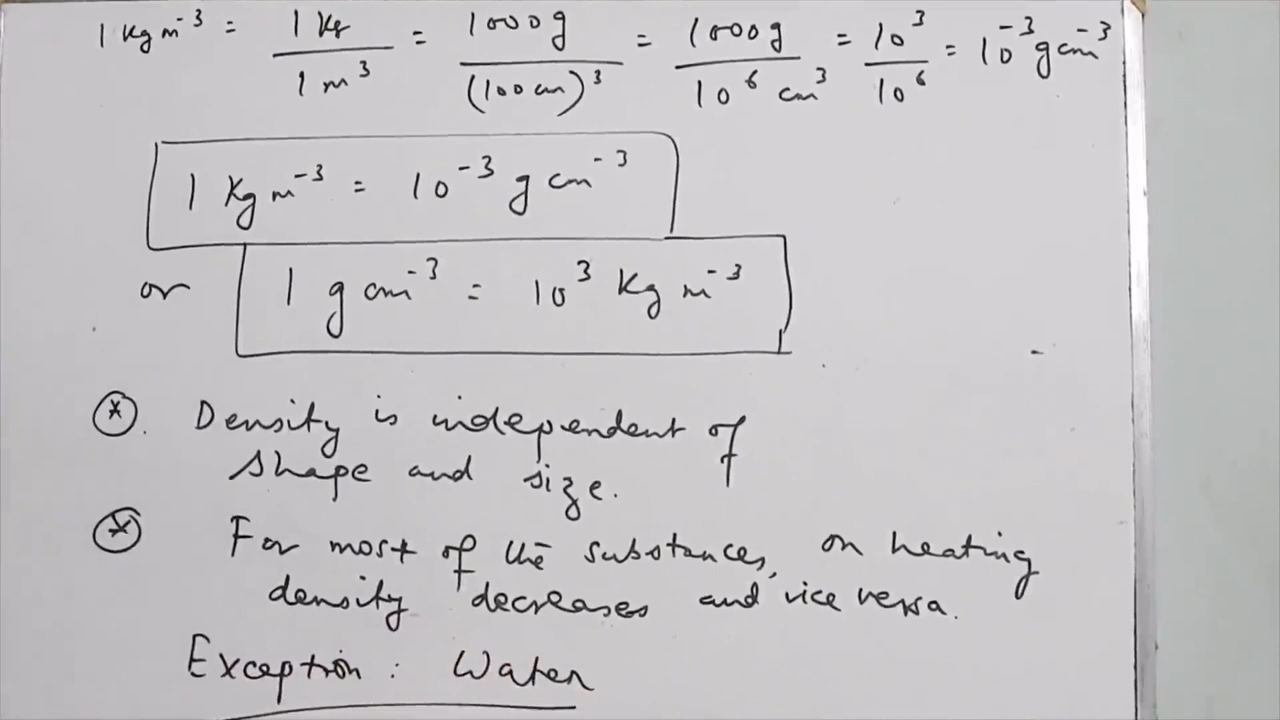 1 Kg m⁻³ = 1 Kg / 1 m³ = 1000g / (100 cm)³ = 1000g / 10⁶ cm³ = 10³ / 10⁶ = 10⁻³ g cm⁻³
1 Kg m⁻³ = 10⁻³ g cm⁻³
or 1 g cm⁻³ = 10³ Kg m⁻³
⊛. Density is independent of
shape and size.
⊛ For most of the substances, on heating
density decreases and vice versa.
Exception : Water